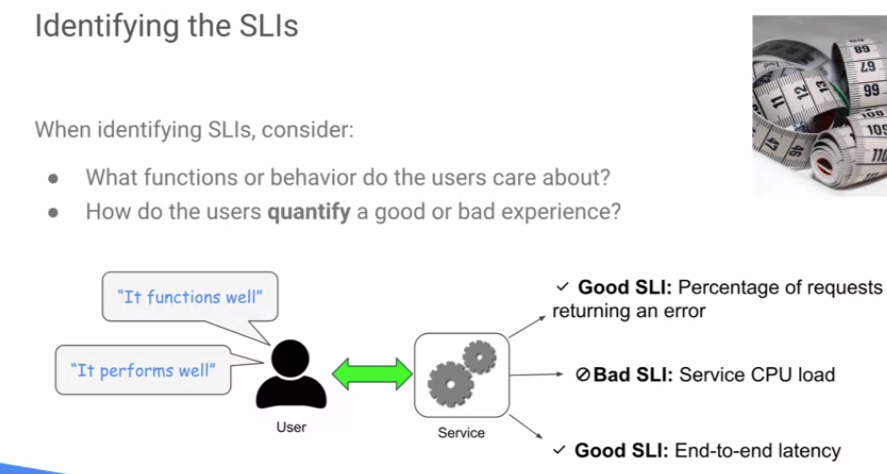 Identifying the SLIs
When identifying SLIs, consider:
● What functions or behavior do the users care about?
● How do the users quantify a good or bad experience?
“It functions well”
“It performs well”
User
Service
✓ Good SLI: Percentage of requests
returning an error
⊘ Bad SLI: Service CPU load
✓ Good SLI: End-to-end latency
89
67
99
11
12
13
108
109
110
47
46